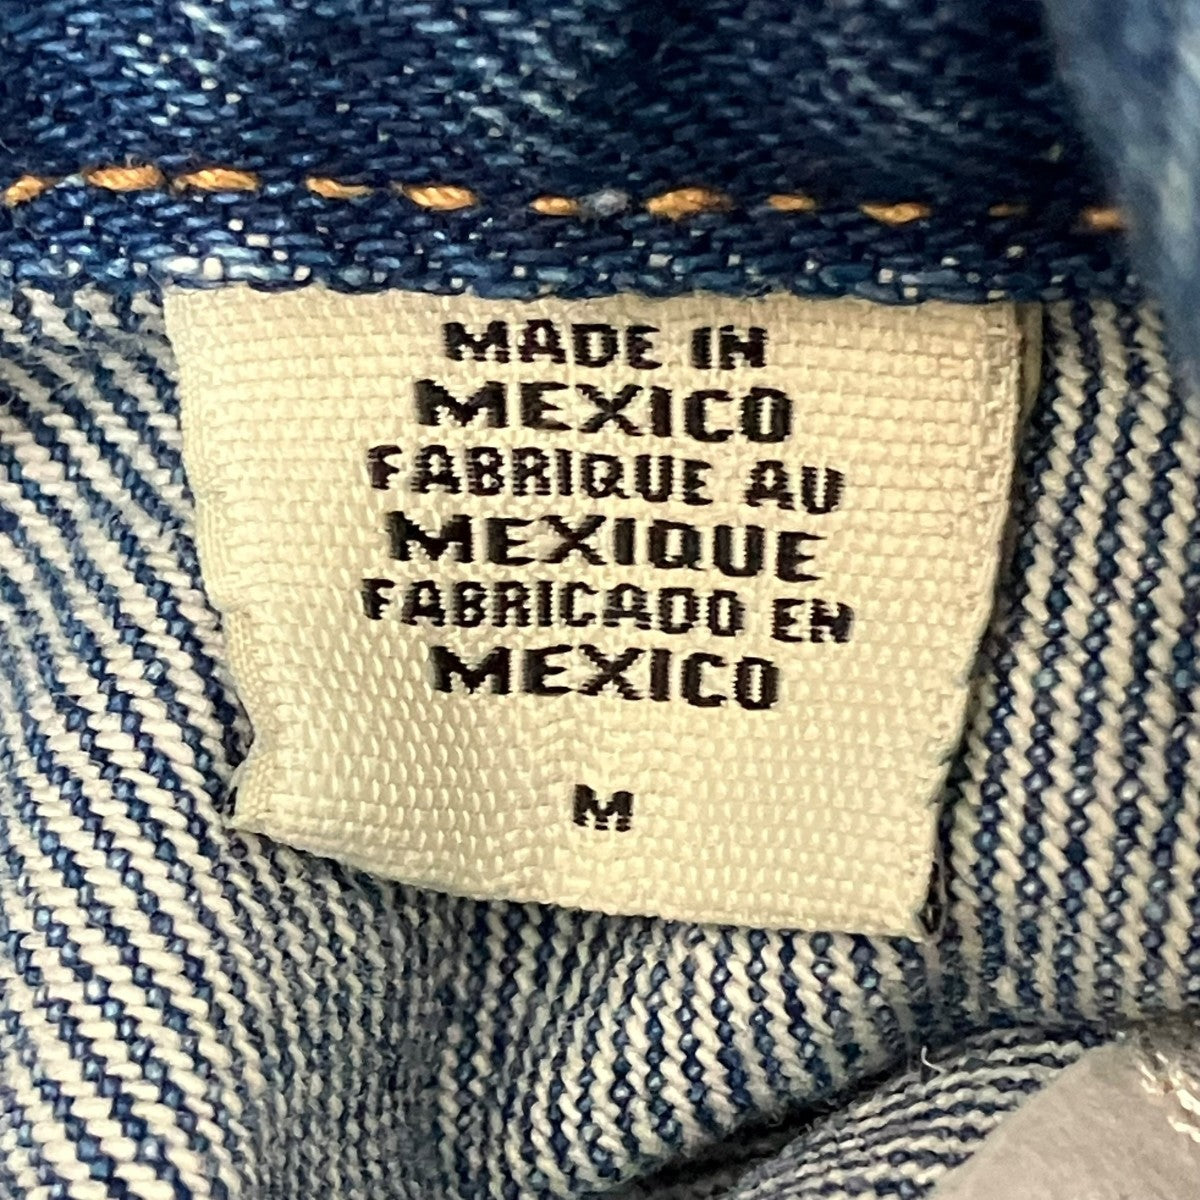 MADE IN
MEXICO
FABRIQUE AU
MEXIQUE
FABRICADO EN
MEXICO
M